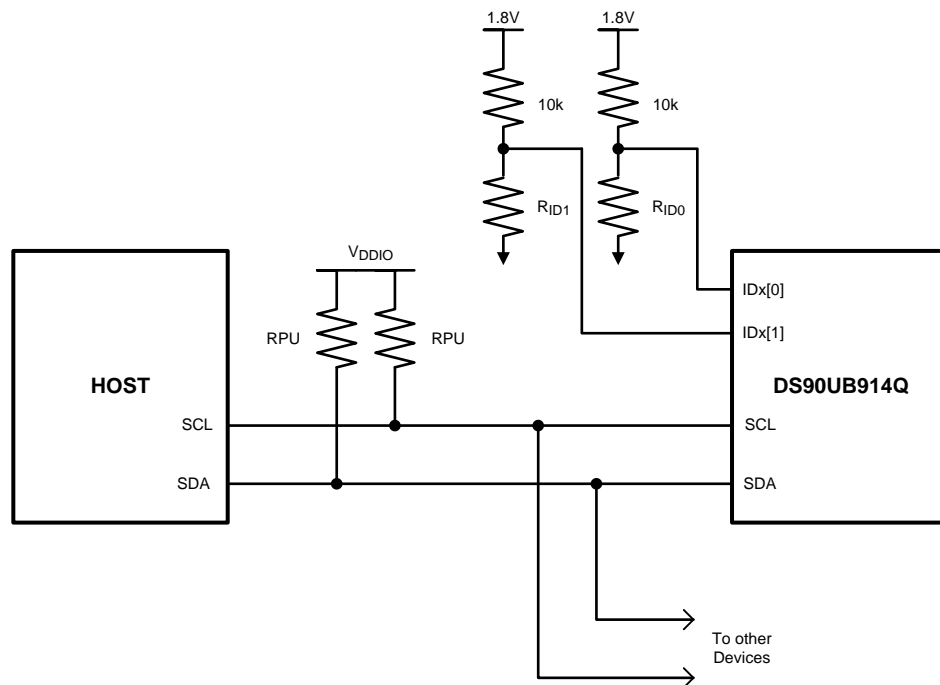 1.8V
1.8V
10k
10k
RID1
RID0
VDDIO
IDx[0]
RPU
RPU
IDx[1]
HOST
DS90UB914Q
SCL
SCL
SDA
SDA
To other
Devices